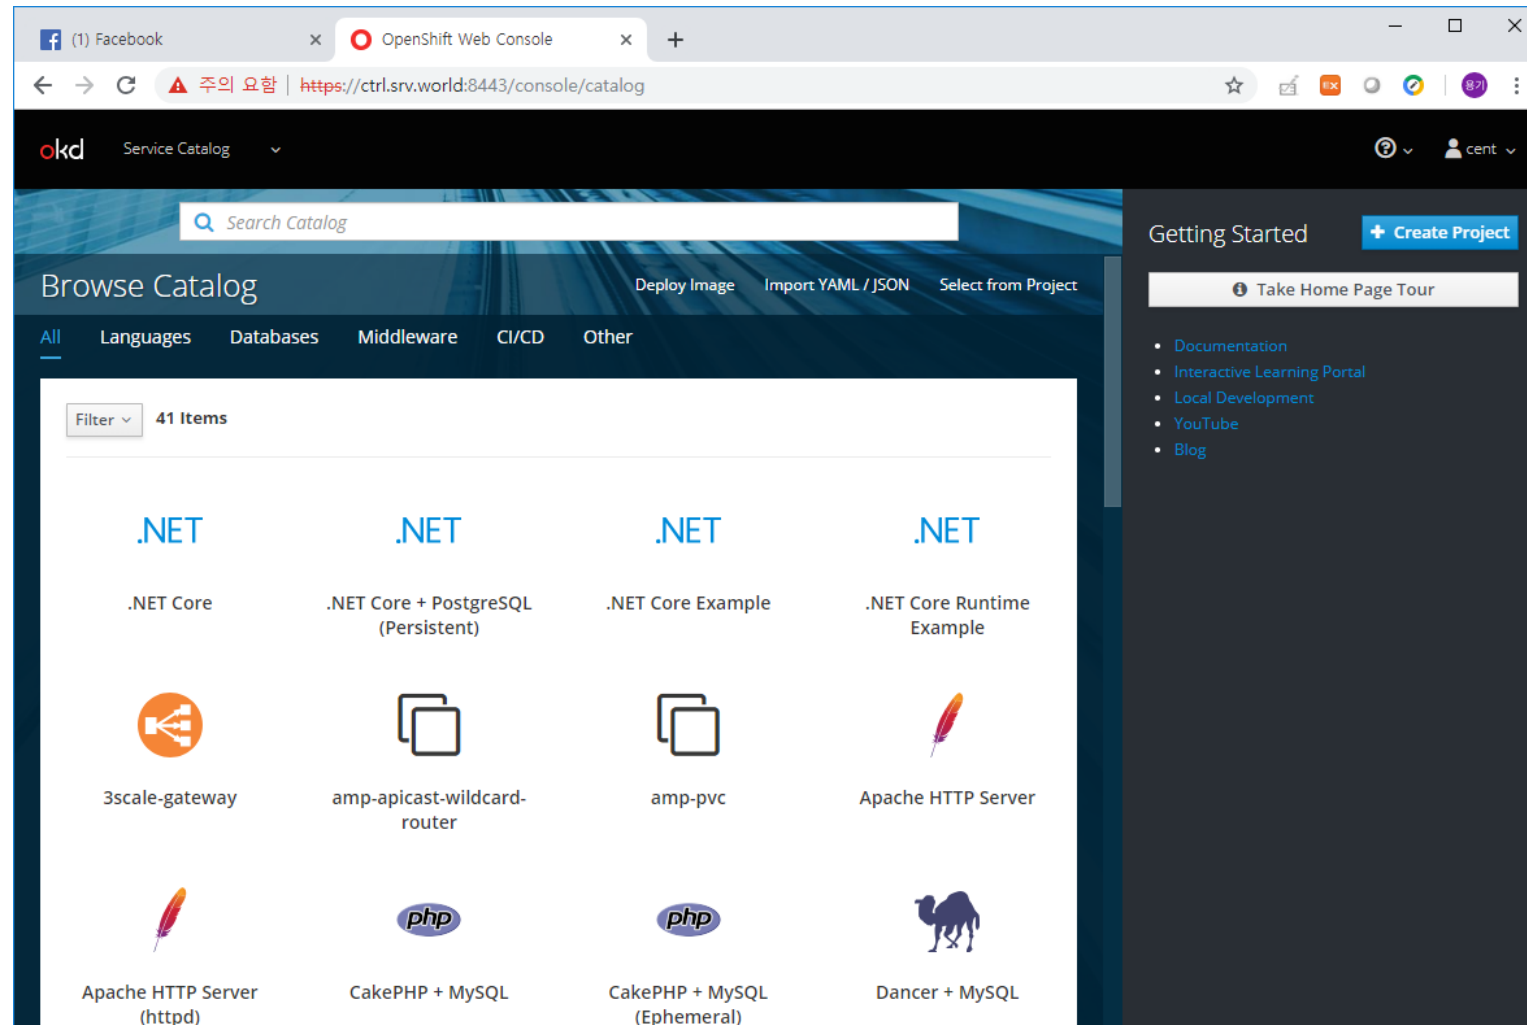 (1) Facebook
OpenShift Web Console
주의 요함 | https://ctrl.srv.world:8443/console/catalog
EX
용기
okd
Service Catalog
cent
Search Catalog
Getting Started
Create Project
Browse Catalog
Deploy Image
Import YAML / JSON
Select from Project
Take Home Page Tour
All
Languages
Databases
Middleware
CI/CD
Other
Documentation
Interactive Learning Portal
Local Development
YouTube
Blog
Filter
41 Items
.NET
.NET
.NET
.NET
.NET Core
.NET Core + PostgreSQL
(Persistent)
.NET Core Example
.NET Core Runtime
Example
3scale-gateway
amp-apicast-wildcard-
router
amp-pvc
Apache HTTP Server
php
php
Apache HTTP Server
(httpd)
CakePHP + MySQL
CakePHP + MySQL
(Ephemeral)
Dancer + MySQL